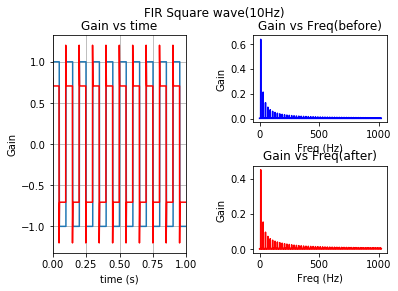 FIR Square wave(10Hz)
Gain vs time
1.0
0.5
0.0
−0.5
−1.0
Gain
0.00 0.25 0.50 0.75 1.00
time (s)
Gain vs Freq(before)
0.6
0.4
0.2
0.0
Gain
0 500 1000
Freq (Hz)
Gain vs Freq(after)
0.4
0.2
0.0
Gain
0 500 1000
Freq (Hz)